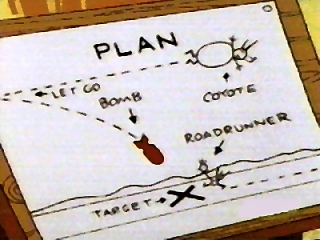 PLAN
LET GO
BOMB
COYOTE
ROADRUNNER
TARGET